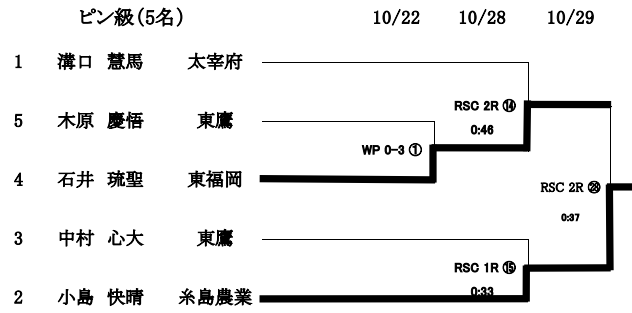 ピン級(5名) 10/22 10/28 10/29
1 溝口 慧馬 太宰府
RSC 2R ⑭
5 木原 慶悟 東鷹
0:46
WP 0-3 ①
4 石井 琉聖 東福岡
RSC 2R ㉘
0:37
3 中村 心大 東鷹
RSC 1R ⑮
0:33
2 小島 快晴 糸島農業